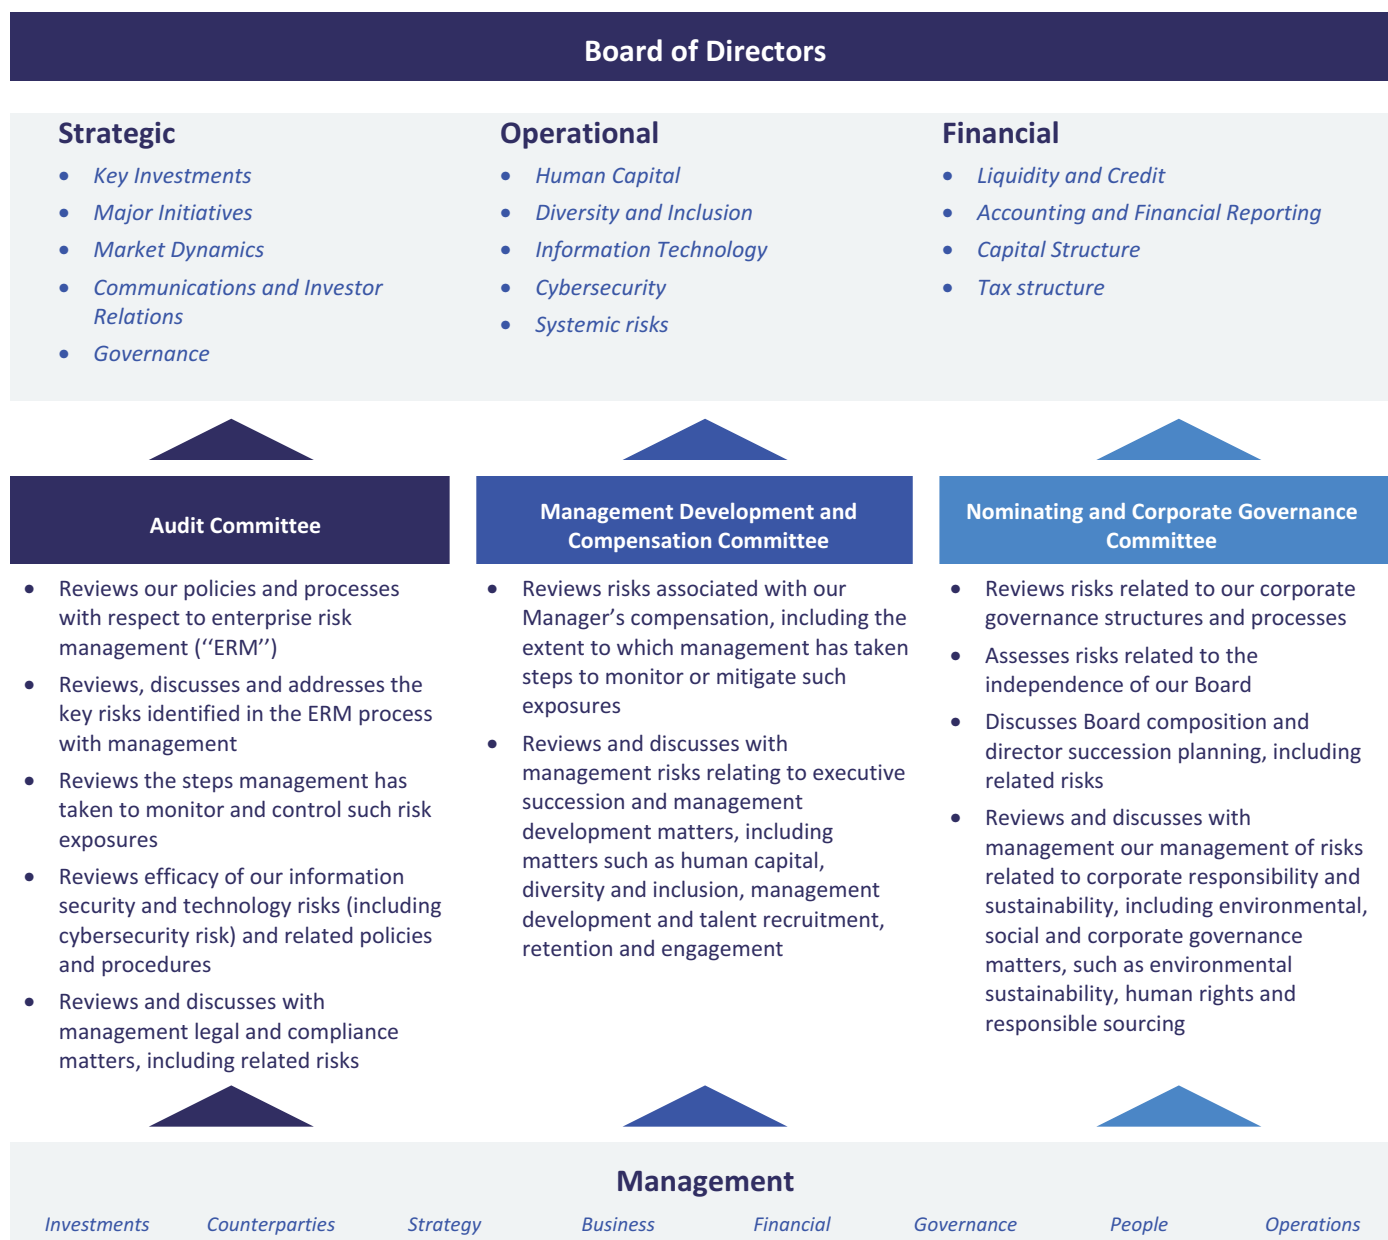 Board of Directors
Strategic
• Key Investments
• Major Initiatives
• Market Dynamics
• Communications and Investor
Relations
• Governance
Operational
• Human Capital
• Diversity and Inclusion
• Information Technology
• Cybersecurity
• Systemic risks
Financial
• Liquidity and Credit
• Accounting and Financial Reporting
• Capital Structure
• Tax structure
Audit Committee
• Reviews our policies and processes
with respect to enterprise risk
management (‘‘ERM’’)
• Reviews, discusses and addresses the
key risks identified in the ERM process
with management
• Reviews the steps management has
taken to monitor and control such risk
exposures
• Reviews efficacy of our information
security and technology risks (including
cybersecurity risk) and related policies
and procedures
• Reviews and discusses with
management legal and compliance
matters, including related risks
Management Development and
Compensation Committee
• Reviews risks associated with our
Manager’s compensation, including the
extent to which management has taken
steps to monitor or mitigate such
exposures
• Reviews and discusses with
management risks relating to executive
succession and management
development matters, including
matters such as human capital,
diversity and inclusion, management
development and talent recruitment,
retention and engagement
Nominating and Corporate Governance
Committee
• Reviews risks related to our corporate
governance structures and processes
• Assesses risks related to the
independence of our Board
• Discusses Board composition and
director succession planning, including
related risks
• Reviews and discusses with
management our management of risks
related to corporate responsibility and
sustainability, including environmental,
social and corporate governance
matters, such as environmental
sustainability, human rights and
responsible sourcing
Management
Investments Counterparties Strategy Business Financial Governance People Operations